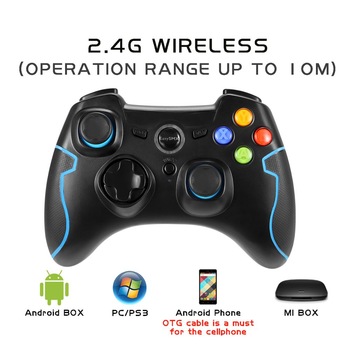 2.4G WIRELESS
(OPERATION RANGE UP TO 10M)
Y
X
B
A
Android BOX
PC/PS3
Android Phone
MI BOX
OTG cable is a must
for the cellphone